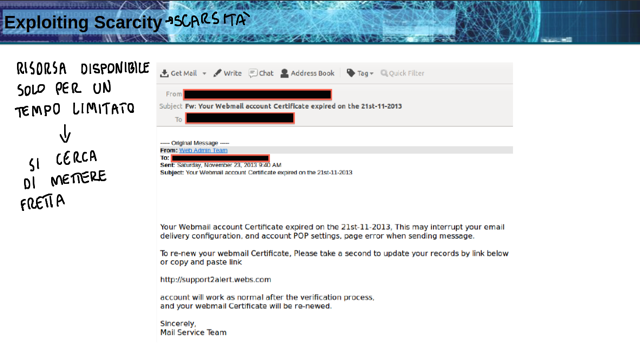 Exploiting Scarcity → SCARSITÀ
RISORSA DISPONIBILE
SOLO PER UN
TEMPO LIMITATO
↓
SI CERCA
DI METTERE
FRETTA
Get Mail Write Chat Address Book Tag Quick Filter
From
Subject Fw: Your Webmail account Certificate expired on the 21st-11-2013
To
----- Original Message -----
From: Web Admin Team
To:
Sent: Saturday, November 23, 2013 9:40 AM
Subject: Your Webmail account Certificate expired on the 21st-11-2013
Your Webmail account Certificate expired on the 21st-11-2013, This may interrupt your email
delivery configuration, and account POP settings, page error when sending message.
To re-new your webmail Certificate, Please take a second to update your records by link below
or copy and paste link
http://support2alert.webs.com
account will work as normal after the verification process,
and your webmail Certificate will be re-newed.
Sincerely,
Mail Service Team